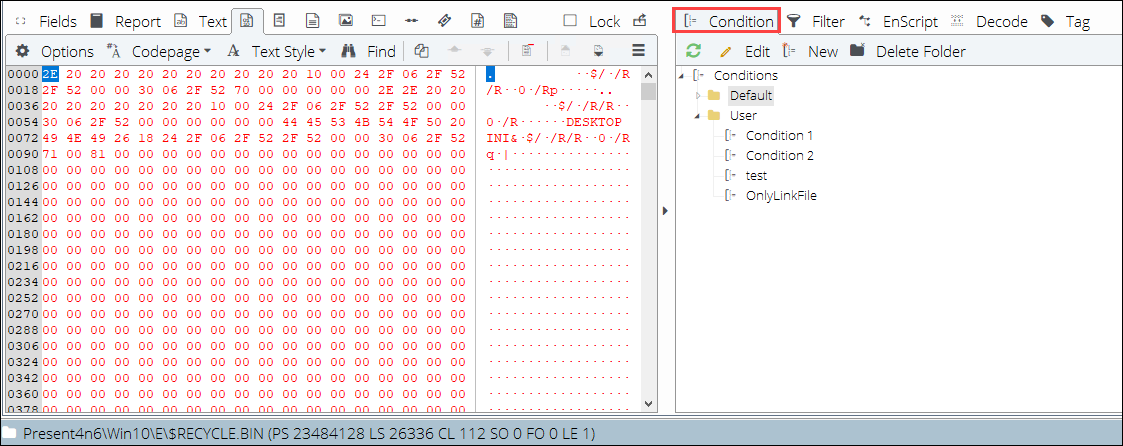 Fields Report Text Lock Condition Filter EnScript Decode Tag
Options Codepage Text Style Find Edit New Delete Folder
0000 2E 20 20 20 20 20 20 20 20 20 20 10 00 24 2F 06 2F 52 . ··$/·/R
0018 2F 52 00 00 30 06 2F 52 70 00 00 00 00 00 2E 2E 20 20 /R··0·/Rp·····..
0036 20 20 20 20 20 20 20 10 00 24 2F 06 2F 52 2F 52 00 00 ··$/·/R/R··
0054 30 06 2F 52 00 00 00 00 00 00 44 45 53 4B 54 4F 50 20 0·/R······DESKTOP
0072 49 4E 49 26 18 24 2F 06 2F 52 2F 52 00 00 30 06 2F 52 INI&·$/·/R/R··0·/R
0090 71 00 81 00 00 00 00 00 00 00 00 00 00 00 00 00 00 00 q·|···············
0108 00 00 00 00 00 00 00 00 00 00 00 00 00 00 00 00 00 00 ··················
0126 00 00 00 00 00 00 00 00 00 00 00 00 00 00 00 00 00 00 ··················
0144 00 00 00 00 00 00 00 00 00 00 00 00 00 00 00 00 00 00 ··················
0162 00 00 00 00 00 00 00 00 00 00 00 00 00 00 00 00 00 00 ··················
0180 00 00 00 00 00 00 00 00 00 00 00 00 00 00 00 00 00 00 ··················
0198 00 00 00 00 00 00 00 00 00 00 00 00 00 00 00 00 00 00 ··················
0216 00 00 00 00 00 00 00 00 00 00 00 00 00 00 00 00 00 00 ··················
0234 00 00 00 00 00 00 00 00 00 00 00 00 00 00 00 00 00 00 ··················
0252 00 00 00 00 00 00 00 00 00 00 00 00 00 00 00 00 00 00 ··················
0270 00 00 00 00 00 00 00 00 00 00 00 00 00 00 00 00 00 00 ··················
0288 00 00 00 00 00 00 00 00 00 00 00 00 00 00 00 00 00 00 ··················
0306 00 00 00 00 00 00 00 00 00 00 00 00 00 00 00 00 00 00 ··················
0324 00 00 00 00 00 00 00 00 00 00 00 00 00 00 00 00 00 00 ··················
0342 00 00 00 00 00 00 00 00 00 00 00 00 00 00 00 00 00 00 ··················
0360 00 00 00 00 00 00 00 00 00 00 00 00 00 00 00 00 00 00 ··················
0378 00 00 00 00 00 00 00 00 00 00 00 00 00 00 00 00 00 00 ··················
Conditions
Default
User
Condition 1
Condition 2
test
OnlyLinkFile
Present4n6\Win10\E\$RECYCLE.BIN (PS 23484128 LS 26336 CL 112 SO 0 FO 0 LE 1)